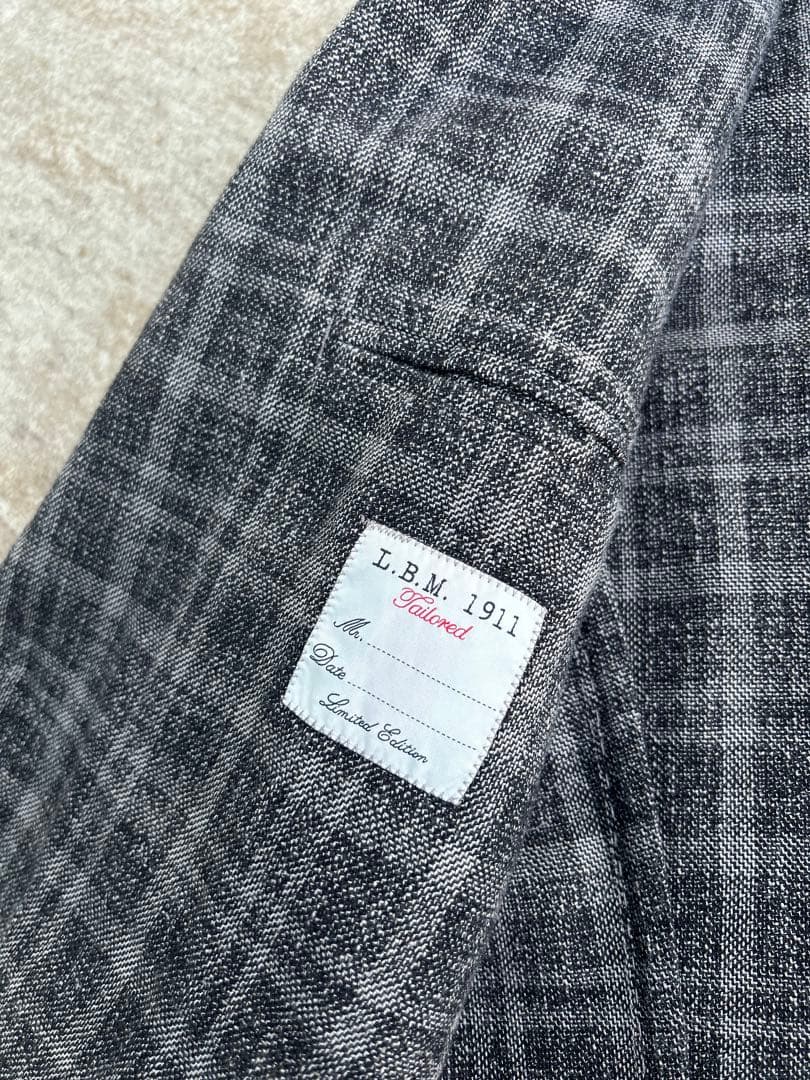 L.B.M. 1911
Tailored
Mr.
Date
Limited Edition